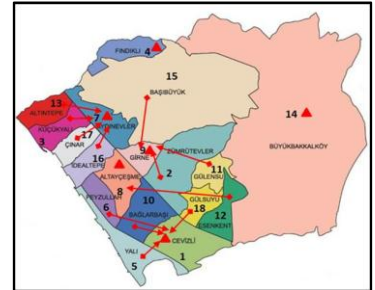 FINDIKLI 4
15
BAŞIBÜYÜK
13
ALTINTEPE
7
AYDINEVLER
14
BÜYÜKBAKKALKÖY
KÜÇÜKYALI
3
17
ÇINAR
16
İDEALTEPE
9
GİRNE
ZÜMRÜTEVLER
2
11
GÜLENSU
ALTAYÇEŞME
8
FEYZULLAH
10
BAĞLARBAŞI
GÜLSUYU
18
12
ESENKENT
6
CEVİZLİ
YALI
5
1